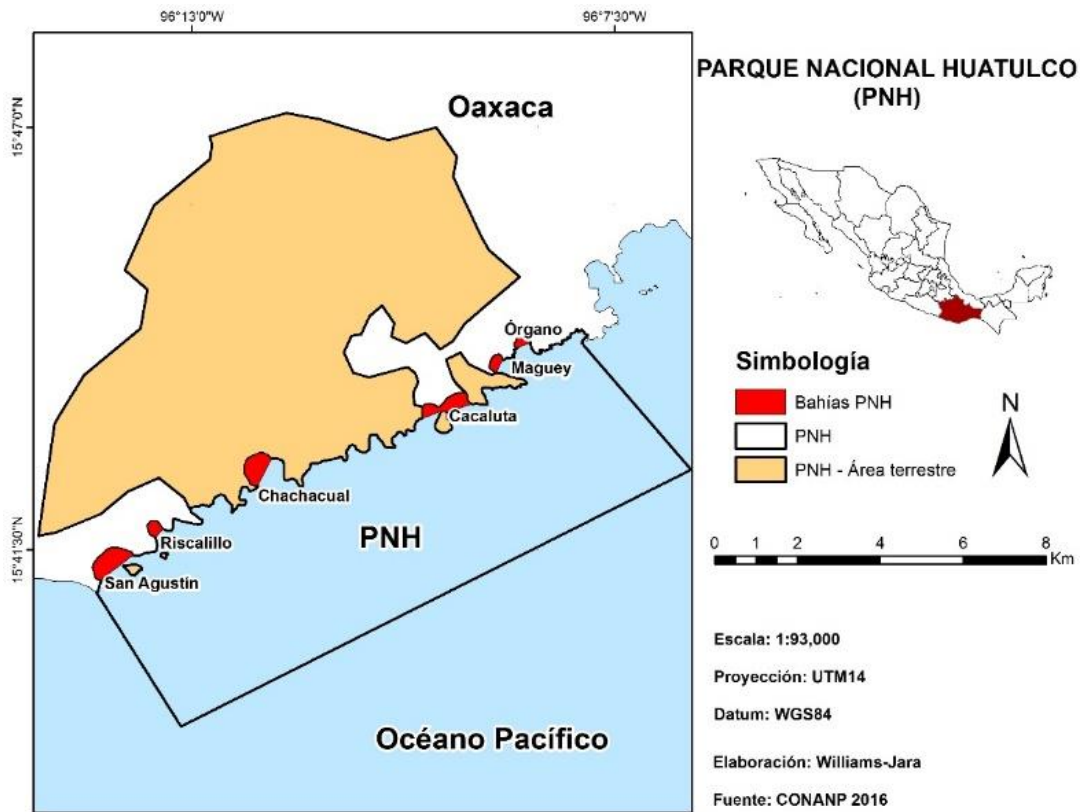 96°13'0"W
96°7'30"W
15°47'0"N
15°41'30"N
Oaxaca
Órgano
Maguey
Cacaluta
Chachacual
Riscalillo
San Agustín
PNH
Océano Pacífico
PARQUE NACIONAL HUATULCO
(PNH)
Simbología
Bahías PNH
PNH
PNH - Área terrestre
N
0 1 2 4 6 8
Km
Escala: 1:93,000
Proyección: UTM14
Datum: WGS84
Elaboración: Williams-Jara
Fuente: CONANP 2016